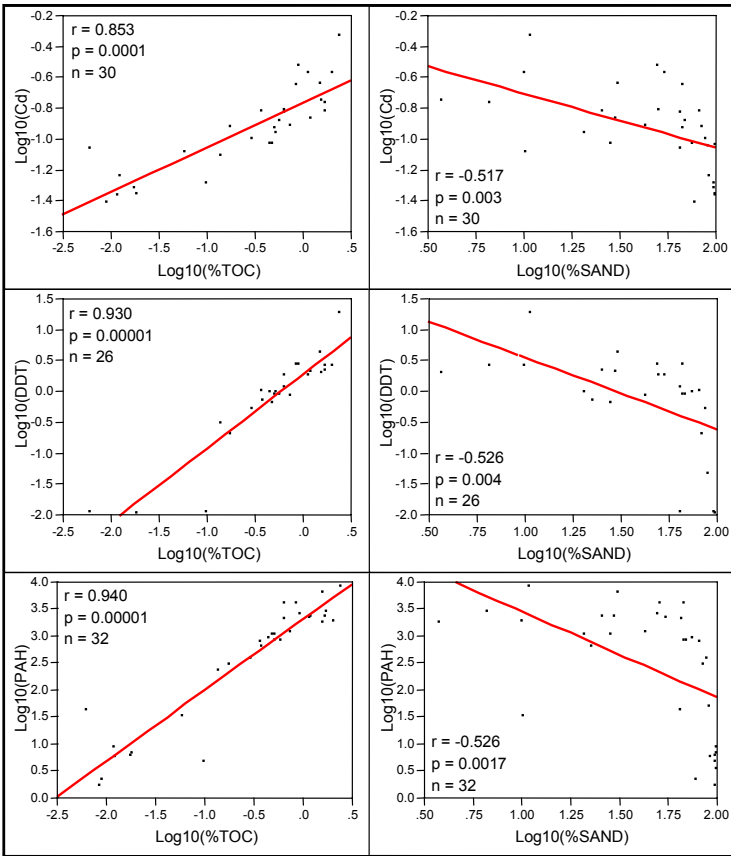 r = 0.853
p = 0.0001
n = 30
Log10(Cd)
-0.2
-0.4
-0.6
-0.8
-1.0
-1.2
-1.4
-1.6
-2.5 -2.0 -1.5 -1.0 -0.5 .0 .5
Log10(%TOC)
r = -0.517
p = 0.003
n = 30
Log10(Cd)
-0.2
-0.4
-0.6
-0.8
-1.0
-1.2
-1.4
-1.6
.50 .75 1.00 1.25 1.50 1.75 2.00
Log10(%SAND)
r = 0.930
p = 0.00001
n = 26
Log10(DDT)
1.5
1.0
0.5
0.0
-0.5
-1.0
-1.5
-2.0
-2.5 -2.0 -1.5 -1.0 -0.5 .0 .5
Log10(%TOC)
r = -0.526
p = 0.004
n = 26
Log10(DDT)
1.5
1.0
0.5
0.0
-0.5
-1.0
-1.5
-2.0
.50 .75 1.00 1.25 1.50 1.75 2.00
Log10(%SAND)
r = 0.940
p = 0.00001
n = 32
Log10(PAH)
4.0
3.5
3.0
2.5
2.0
1.5
1.0
0.5
0.0
-2.5 -2.0 -1.5 -1.0 -0.5 .0 .5
Log10(%TOC)
r = -0.526
p = 0.0017
n = 32
Log10(PAH)
4.0
3.5
3.0
2.5
2.0
1.5
1.0
0.5
0.0
.50 .75 1.00 1.25 1.50 1.75 2.00
Log10(%SAND)